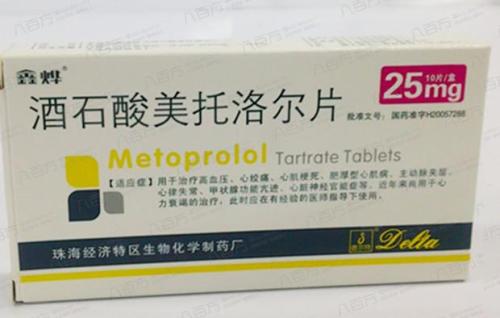 鑫烨®
25mg
10片/盒
酒石酸美托洛尔片
批准文号：国药准字H20057288
Metoprolol Tartrate Tablets
【适应症】用于治疗高血压、心绞痛、心肌梗死、肥厚型心肌病、主动脉夹层、
心律失常、甲状腺功能亢进、心脏神经官能症等。近年来尚用于心
力衰竭的治疗，此时应在有经验的医师指导下使用。
珠海经济特区生物化学制药厂
Delta